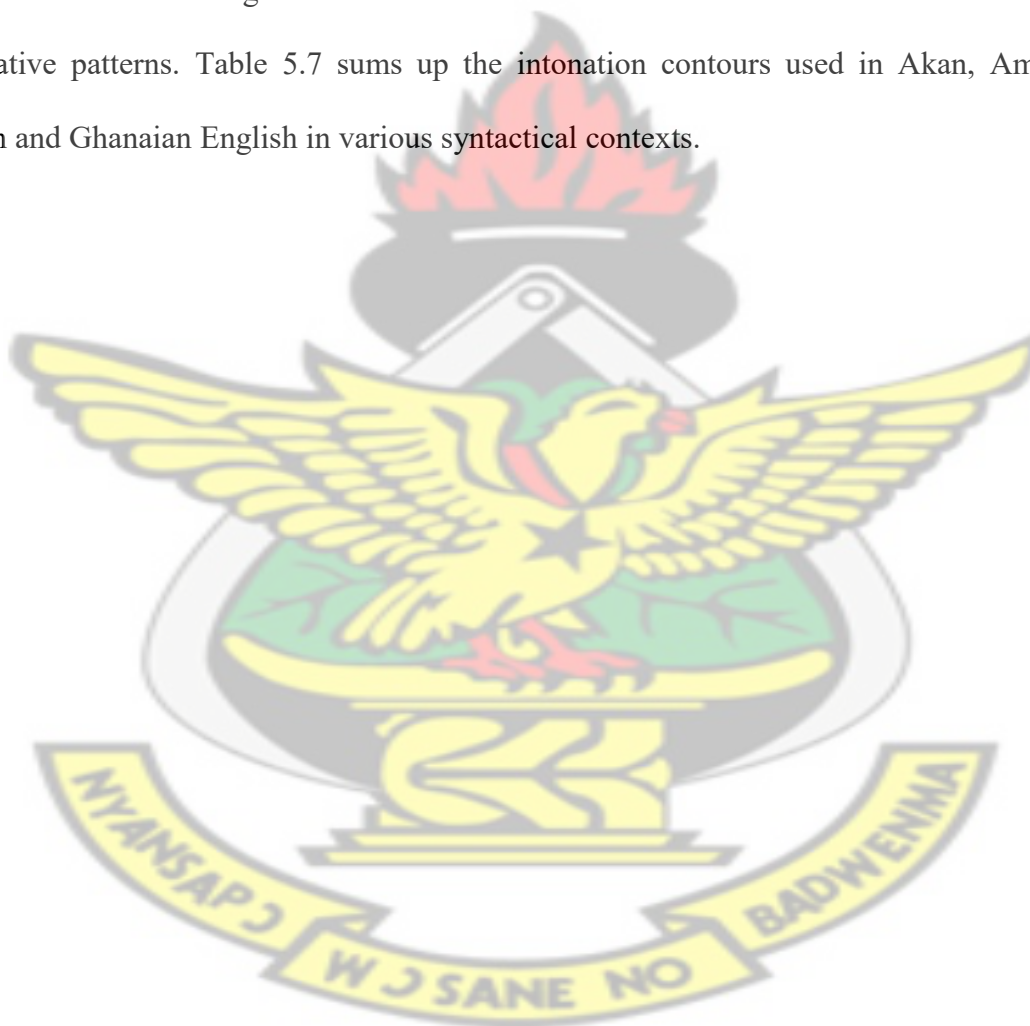 ative patterns. Table 5.7 sums up the intonation contours used in Akan, Am
and Ghanaian English in various syntactical contexts.
NYANSAPƆ WƆSANE NO BADWENMA